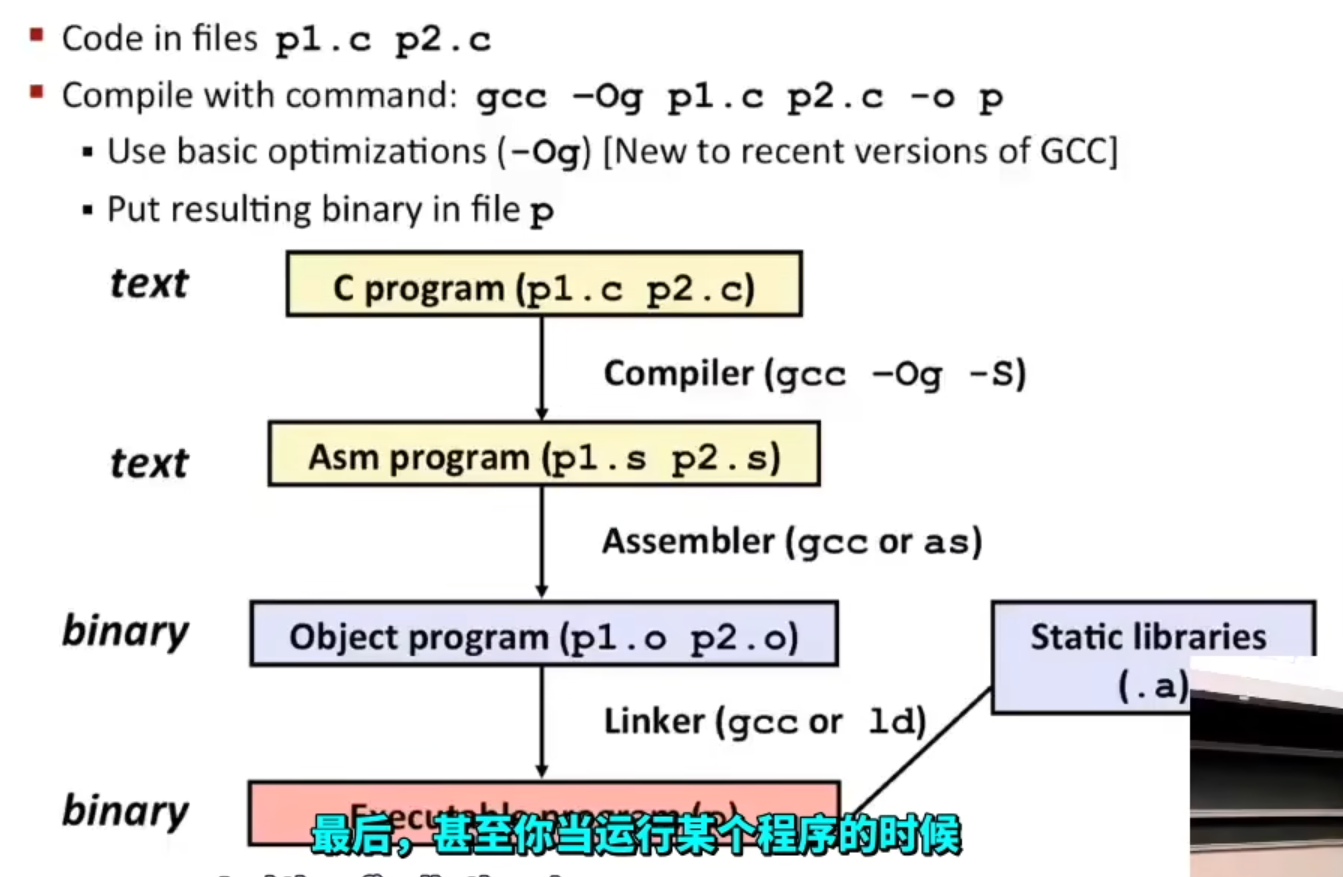 ▪ Code in files p1.c p2.c
▪ Compile with command: gcc –Og p1.c p2.c -o p
▪ Use basic optimizations (–Og) [New to recent versions of GCC]
▪ Put resulting binary in file p
text
C program (p1.c p2.c)
Compiler (gcc –Og -S)
text
Asm program (p1.s p2.s)
Assembler (gcc or as)
binary
Object program (p1.o p2.o)
Static libraries
(.a)
Linker (gcc or ld)
binary
Executable program (p)
最后，甚至你当运行某个程序的时候